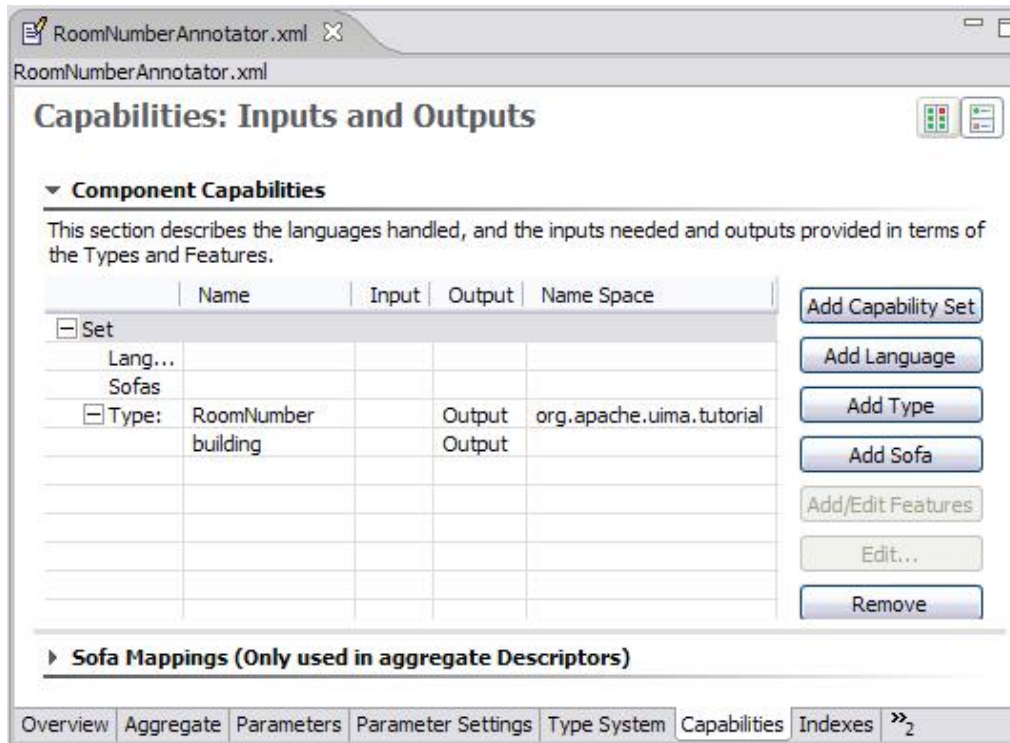 RoomNumberAnnotator.xml
RoomNumberAnnotator.xml
Capabilities: Inputs and Outputs
Component Capabilities
This section describes the languages handled, and the inputs needed and outputs provided in terms of
the Types and Features.
Name Input Output Name Space
Set
Lang...
Sofas
Type: RoomNumber Output org.apache.uima.tutorial
building Output
Add Capability Set
Add Language
Add Type
Add Sofa
Add/Edit Features
Edit...
Remove
Sofa Mappings (Only used in aggregate Descriptors)
Overview Aggregate Parameters Parameter Settings Type System Capabilities Indexes »2